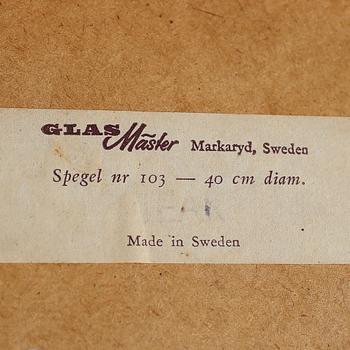 GLAS Mäster Markaryd, Sweden
Spegel nr 103 — 40 cm diam.
Made in Sweden